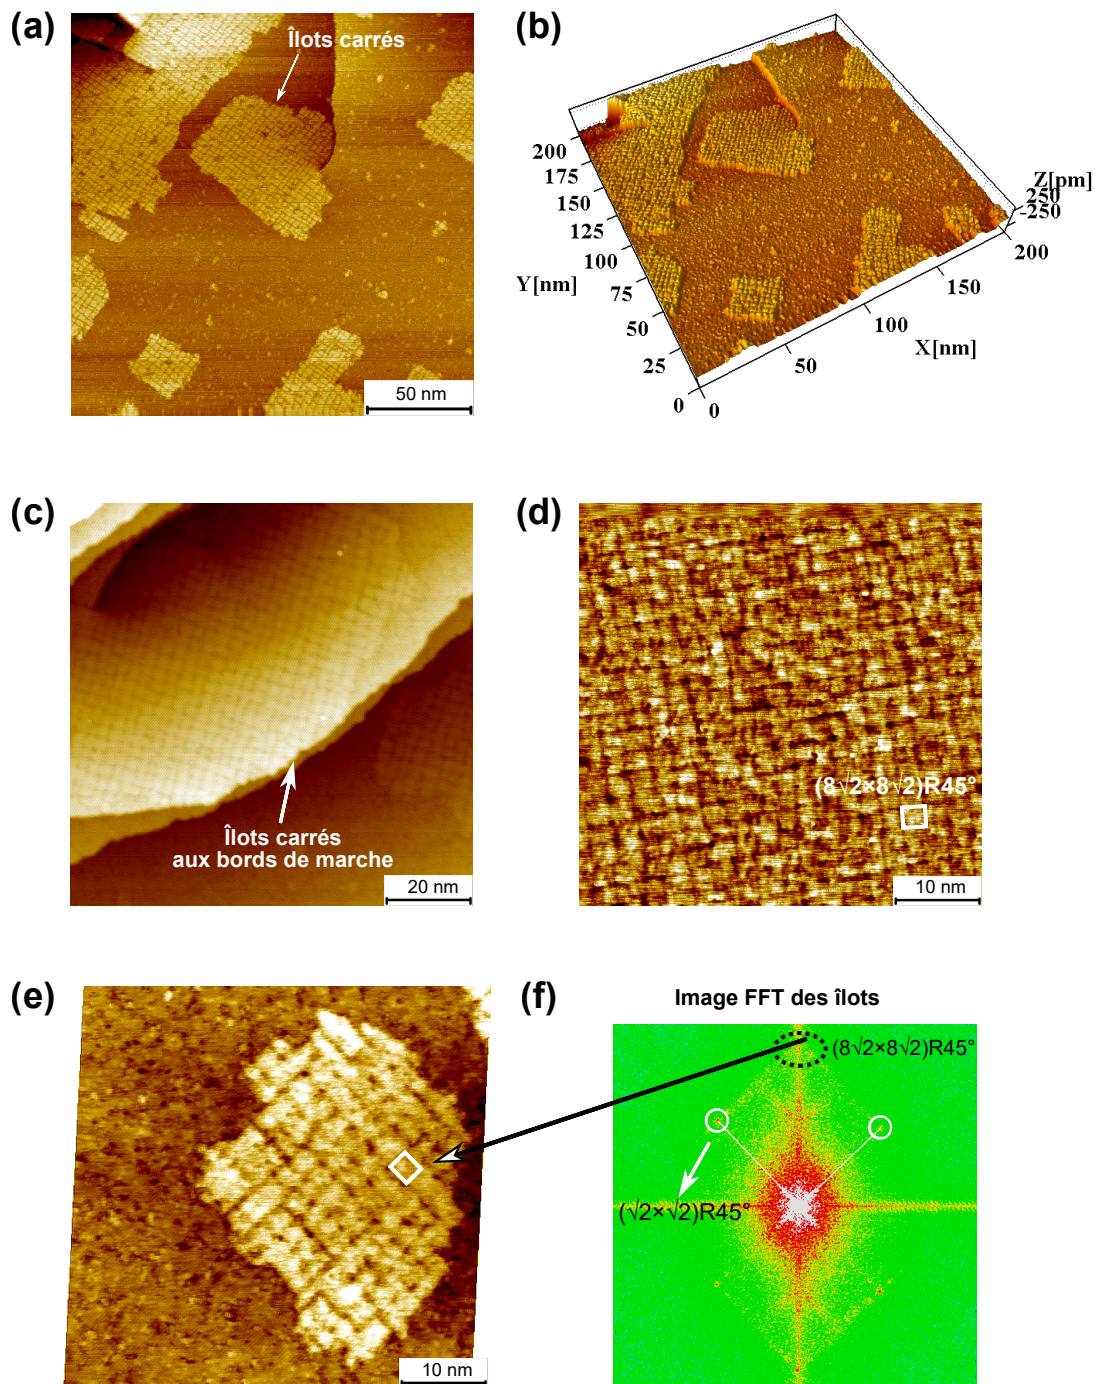 (a)
Îlots carrés
50 nm
(b)
200
175
150
125
100
75
50
25
0
Y[nm]
0
50
100
150
200
X[nm]
Z[pm]
250
-250
(c)
Îlots carrés
aux bords de marche
20 nm
(d)
(8√2×8√2)R45°
10 nm
(e)
10 nm
(f)
Image FFT des îlots
(8√2×8√2)R45°
(√2×√2)R45°